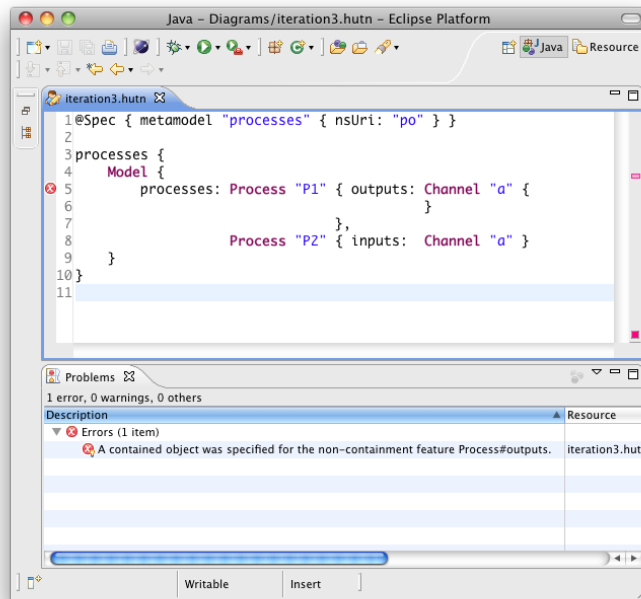 Java – Diagrams/iteration3.hutn – Eclipse Platform
Java Resource
iteration3.hutn
1 @Spec { metamodel "processes" { nsUri: "po" } }
2
3 processes {
4 Model {
5 processes: Process "P1" { outputs: Channel "a" {
6 }
7 },
8 Process "P2" { inputs: Channel "a" }
9 }
10 }
11
Problems
1 error, 0 warnings, 0 others
Description Resource
Errors (1 item)
A contained object was specified for the non-containment feature Process#outputs. iteration3.hut
Writable Insert